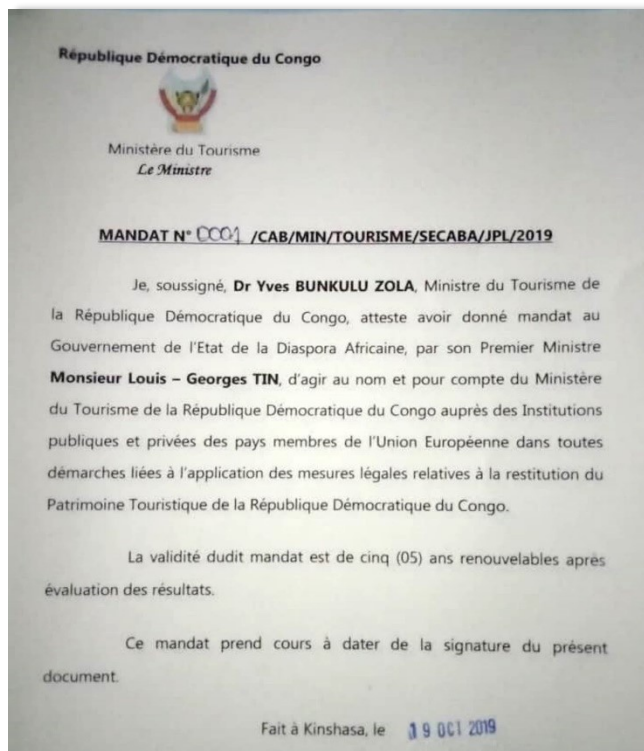 République Démocratique du Congo
Ministère du Tourisme
Le Ministre
MANDAT N° 0001 /CAB/MIN/TOURISME/SECABA/JPL/2019
Je, soussigné, Dr Yves BUNKULU ZOLA, Ministre du Tourisme de
la République Démocratique du Congo, atteste avoir donné mandat au
Gouvernement de l'Etat de la Diaspora Africaine, par son Premier Ministre
Monsieur Louis – Georges TIN, d'agir au nom et pour compte du Ministère
du Tourisme de la République Démocratique du Congo auprès des Institutions
publiques et privées des pays membres de l'Union Européenne dans toutes
démarches liées à l'application des mesures légales relatives à la restitution du
Patrimoine Touristique de la République Démocratique du Congo.
La validité dudit mandat est de cinq (05) ans renouvelables après
évaluation des résultats.
Ce mandat prend cours à dater de la signature du présent
document.
Fait à Kinshasa, le 19 OCT 2019